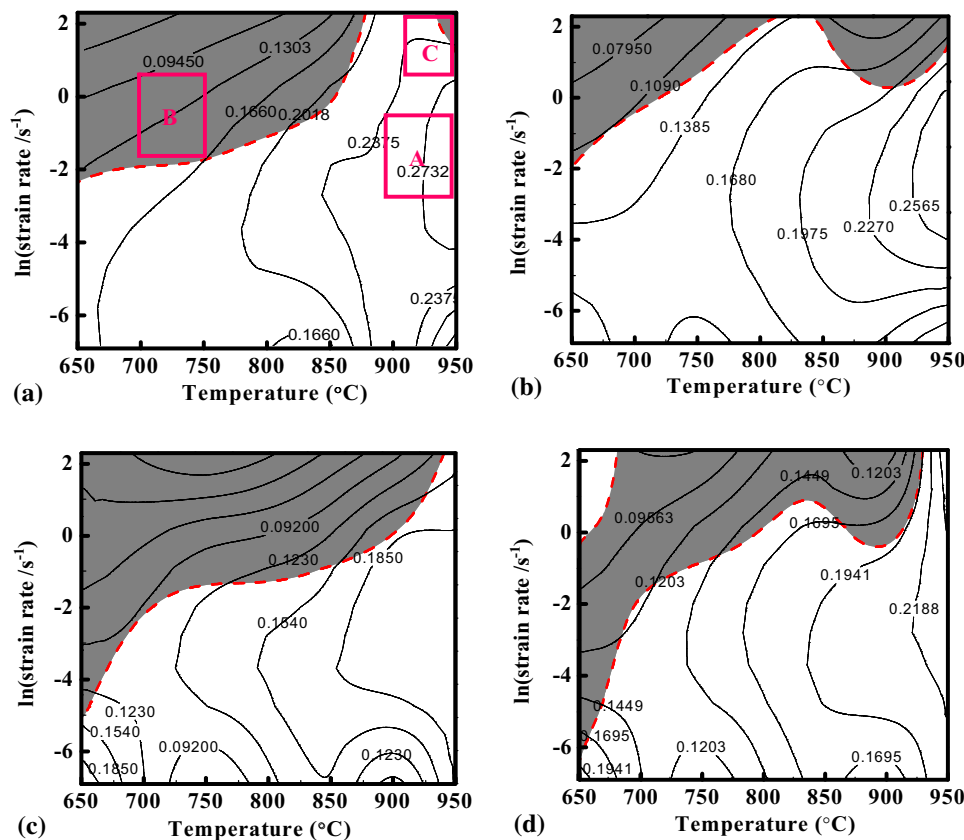 ln(strain rate /s-1)
2
0
-2
-4
-6
0.09450
0.1303
0.1660
0.2018
0.2375
0.2732
0.2375
0.1660
A
B
C
650 700 750 800 850 900 950
(a)
Temperature (°C)
ln(strain rate /s-1)
2
0
-2
-4
-6
0.07950
0.1090
0.1385
0.1680
0.1975
0.2270
0.2565
650 700 750 800 850 900 950
(b)
Temperature (°C)
ln(strain rate /s-1)
2
0
-2
-4
-6
0.09200
0.1230
0.1850
0.1540
0.1230
0.1540
0.1850
0.09200
0.1230
650 700 750 800 850 900 950
(c)
Temperature (°C)
ln(strain rate /s-1)
2
0
-2
-4
-6
0.1449
0.1203
0.09563
0.1695
0.1203
0.1941
0.2188
0.1449
0.1695
0.1941
0.1203
0.1695
650 700 750 800 850 900 950
(d)
Temperature (°C)